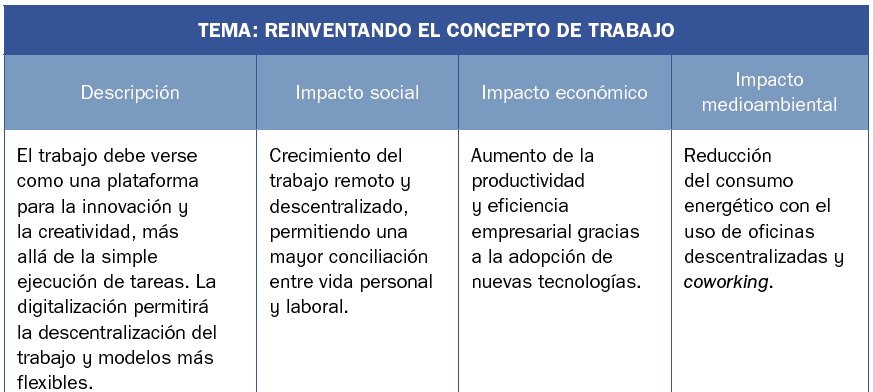 TEMA: REINVENTANDO EL CONCEPTO DE TRABAJO
Descripción
Impacto social
Impacto económico
Impacto
medioambiental
El trabajo debe verse
como una plataforma
para la innovación y
la creatividad, más
allá de la simple
ejecución de tareas. La
digitalización permitirá
la descentralización del
trabajo y modelos más
flexibles.
Crecimiento del
trabajo remoto y
descentralizado,
permitiendo una
mayor conciliación
entre vida personal
y laboral.
Aumento de la
productividad
y eficiencia
empresarial gracias
a la adopción de
nuevas tecnologías.
Reducción
del consumo
energético con el
uso de oficinas
descentralizadas y
coworking.